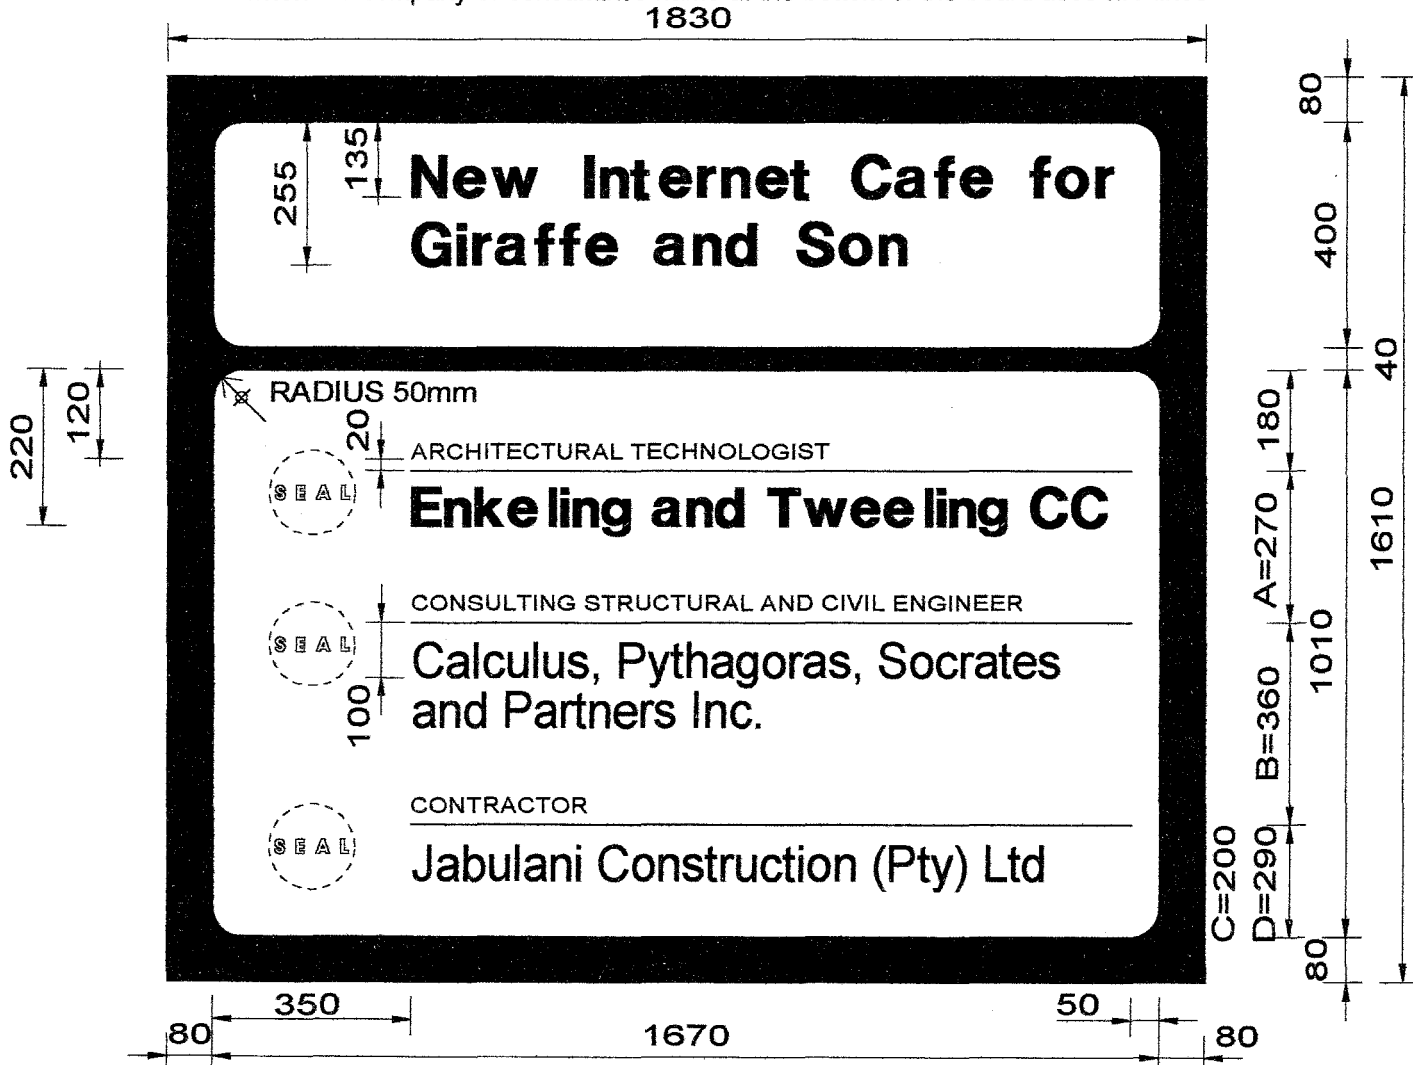 1830
80
135
255
New Internet Cafe for
Giraffe and Son
400
40
RADIUS 50mm
220
120
20
180
ARCHITECTURAL TECHNOLOGIST
SEAL
Enkeling and Tweeling CC
A=270
1610
CONSULTING STRUCTURAL AND CIVIL ENGINEER
SEAL
Calculus, Pythagoras, Socrates
and Partners Inc.
100
1010
B=360
CONTRACTOR
SEAL
Jabulani Construction (Pty) Ltd
C=200
D=290
80
350
50
80
1670
80